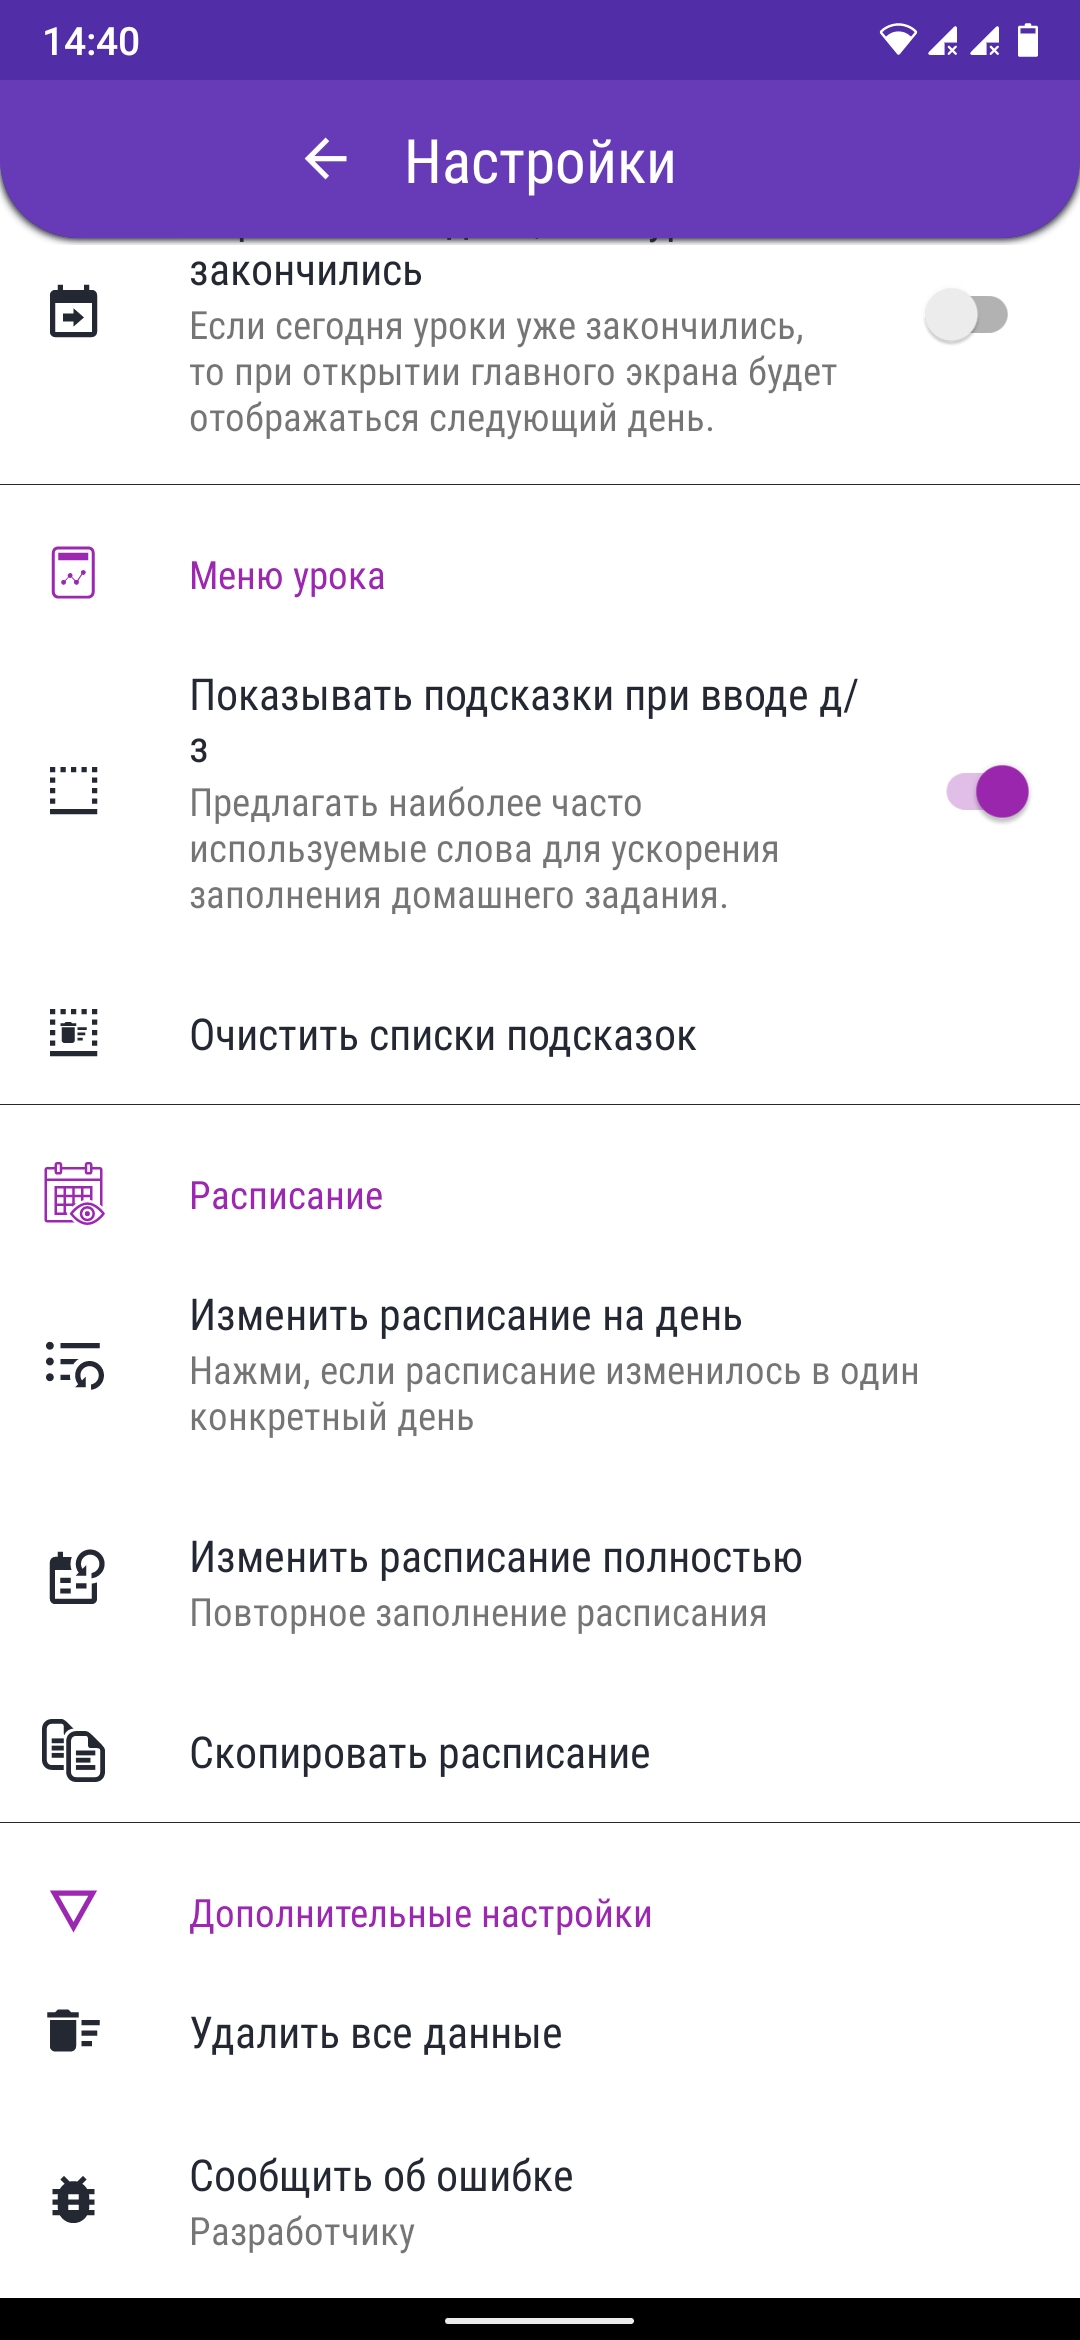 14:40
Настройки
закончились
Если сегодня уроки уже закончились,
то при открытии главного экрана будет
отображаться следующий день.
Меню урока
Показывать подсказки при вводе д/
з
Предлагать наиболее часто
используемые слова для ускорения
заполнения домашнего задания.
Очистить списки подсказок
Расписание
Изменить расписание на день
Нажми, если расписание изменилось в один
конкретный день
Изменить расписание полностью
Повторное заполнение расписания
Скопировать расписание
Дополнительные настройки
Удалить все данные
Сообщить об ошибке
Разработчику